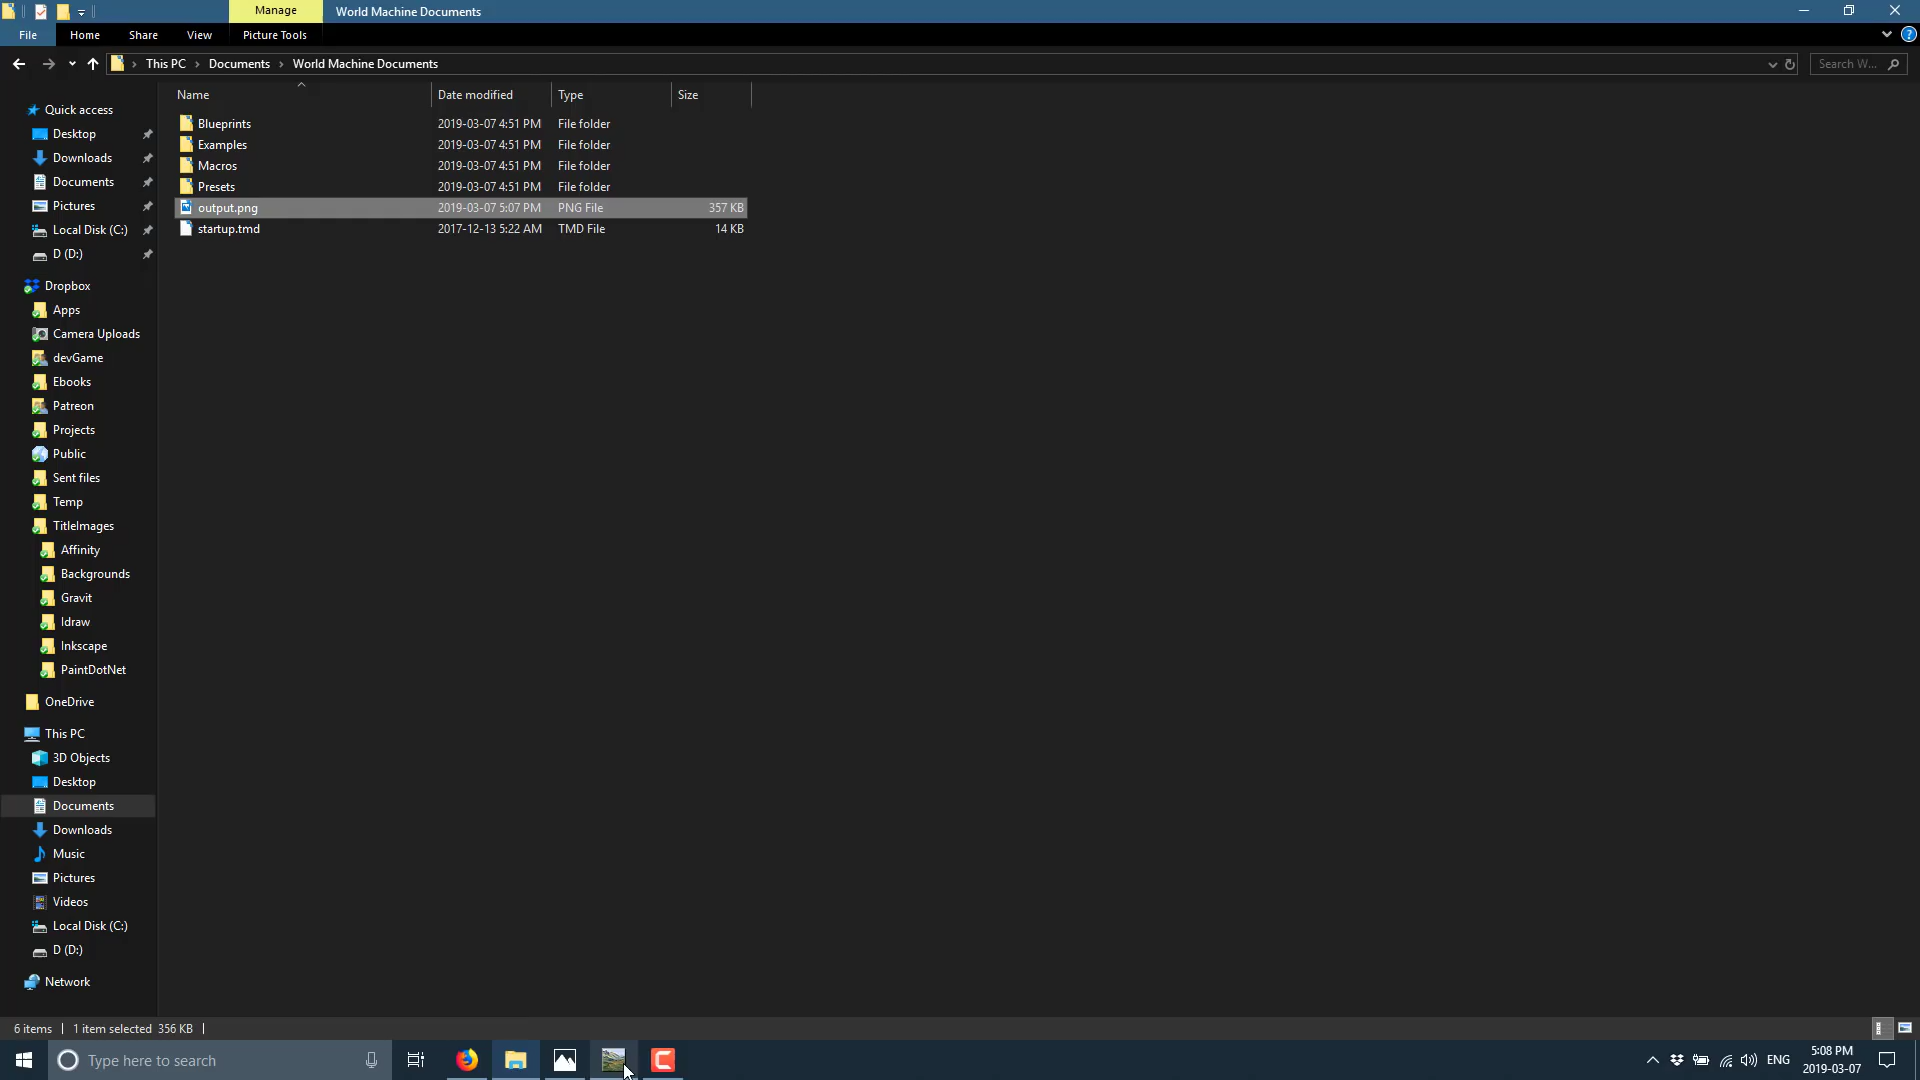 Manage
World Machine Documents
File
Home
Share
View
Picture Tools
?
This PC
Documents
World Machine Documents
Search W...
Name
Date modified
Type
Size
Blueprints
2019-03-07 4:51 PM
File folder
Examples
2019-03-07 4:51 PM
File folder
Macros
2019-03-07 4:51 PM
File folder
Presets
2019-03-07 4:51 PM
File folder
output.png
2019-03-07 5:07 PM
PNG File
357 KB
startup.tmd
2017-12-13 5:22 AM
TMD File
14 KB
Quick access
Desktop
Downloads
Documents
Pictures
Local Disk (C:)
D (D:)
Dropbox
Apps
Camera Uploads
devGame
Ebooks
Patreon
Projects
Public
Sent files
Temp
TitleImages
Affinity
Backgrounds
Gravit
Idraw
Inkscape
PaintDotNet
OneDrive
This PC
3D Objects
Desktop
Documents
Downloads
Music
Pictures
Videos
Local Disk (C:)
D (D:)
Network
6 items
1 item selected 356 KB
Type here to search
ENG
5:08 PM
2019-03-07